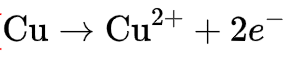 Cu → Cu²⁺ + 2e⁻